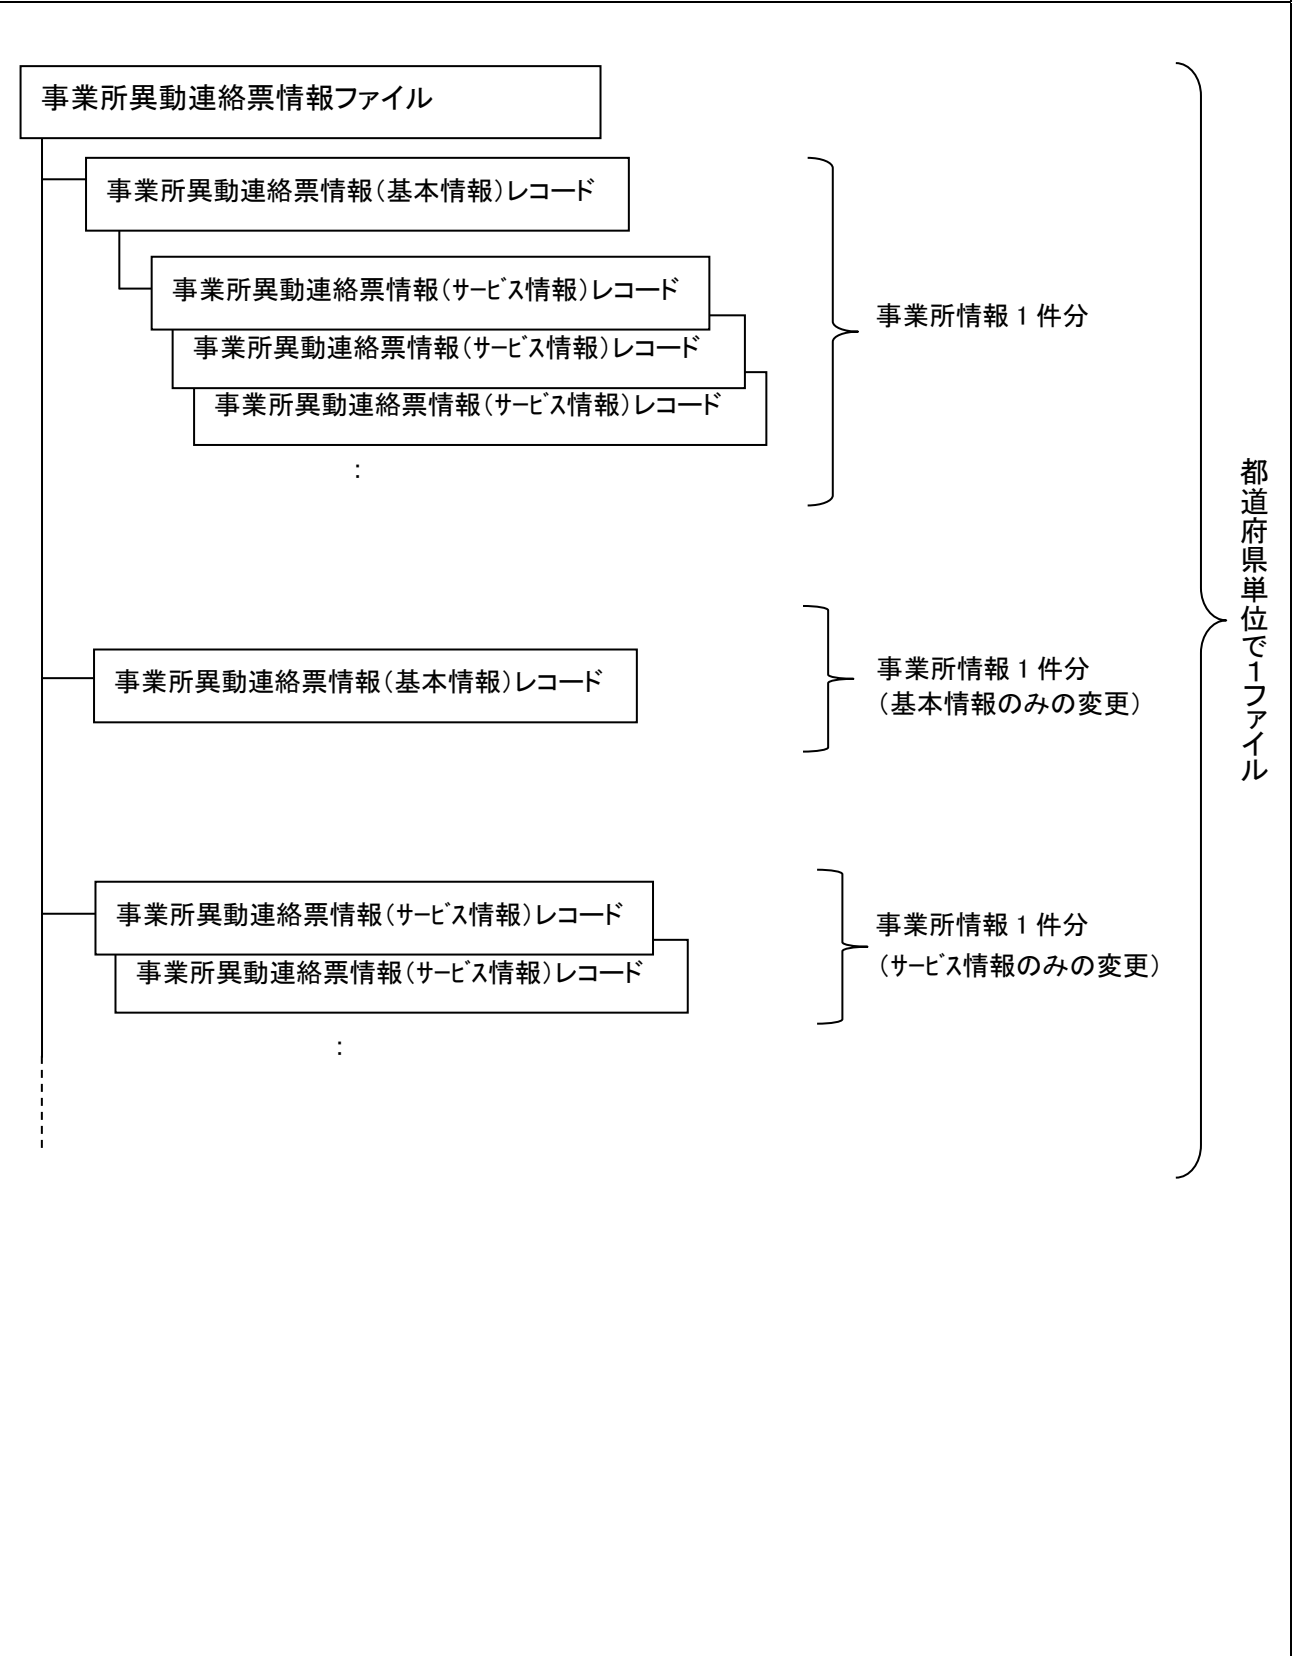 事業所異動連絡票情報ファイル
事業所異動連絡票情報（基本情報）レコード
事業所異動連絡票情報（ｻｰﾋﾞｽ情報）レコード
事業所異動連絡票情報（ｻｰﾋﾞｽ情報）レコード
事業所異動連絡票情報（ｻｰﾋﾞｽ情報）レコード
：
事業所情報１件分
事業所異動連絡票情報（基本情報）レコード
事業所情報１件分
（基本情報のみの変更）
事業所異動連絡票情報（ｻｰﾋﾞｽ情報）レコード
事業所異動連絡票情報（ｻｰﾋﾞｽ情報）レコード
：
事業所情報１件分
（ｻｰﾋﾞｽ情報のみの変更）
都道府県単位で１ファイル